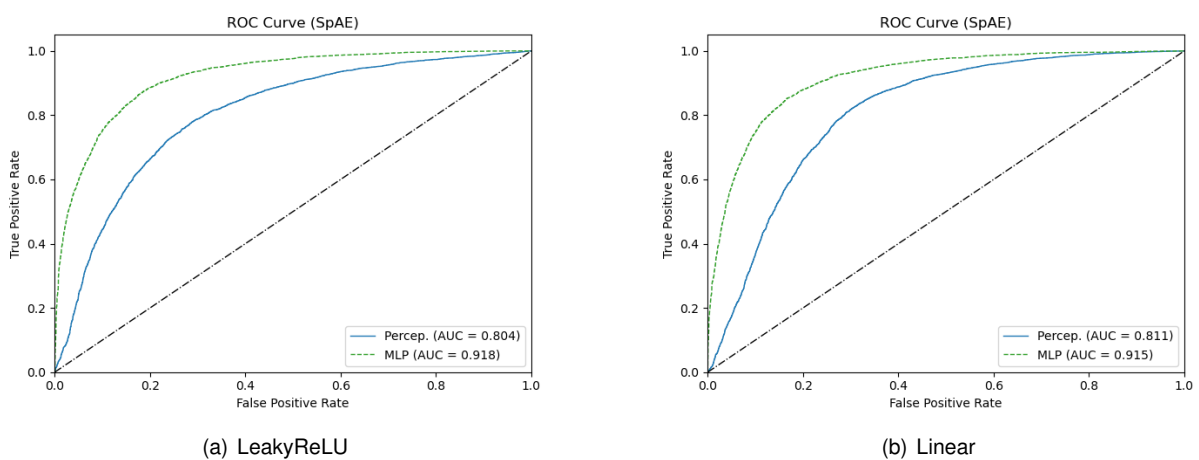 ROC Curve (SpAE)
1.0
0.8
0.6
0.4
0.2
0.0
True Positive Rate
Percep. (AUC = 0.804)
MLP (AUC = 0.918)
0.0 0.2 0.4 0.6 0.8 1.0
False Positive Rate
(a) LeakyReLU
ROC Curve (SpAE)
1.0
0.8
0.6
0.4
0.2
0.0
True Positive Rate
Percep. (AUC = 0.811)
MLP (AUC = 0.915)
0.0 0.2 0.4 0.6 0.8 1.0
False Positive Rate
(b) Linear